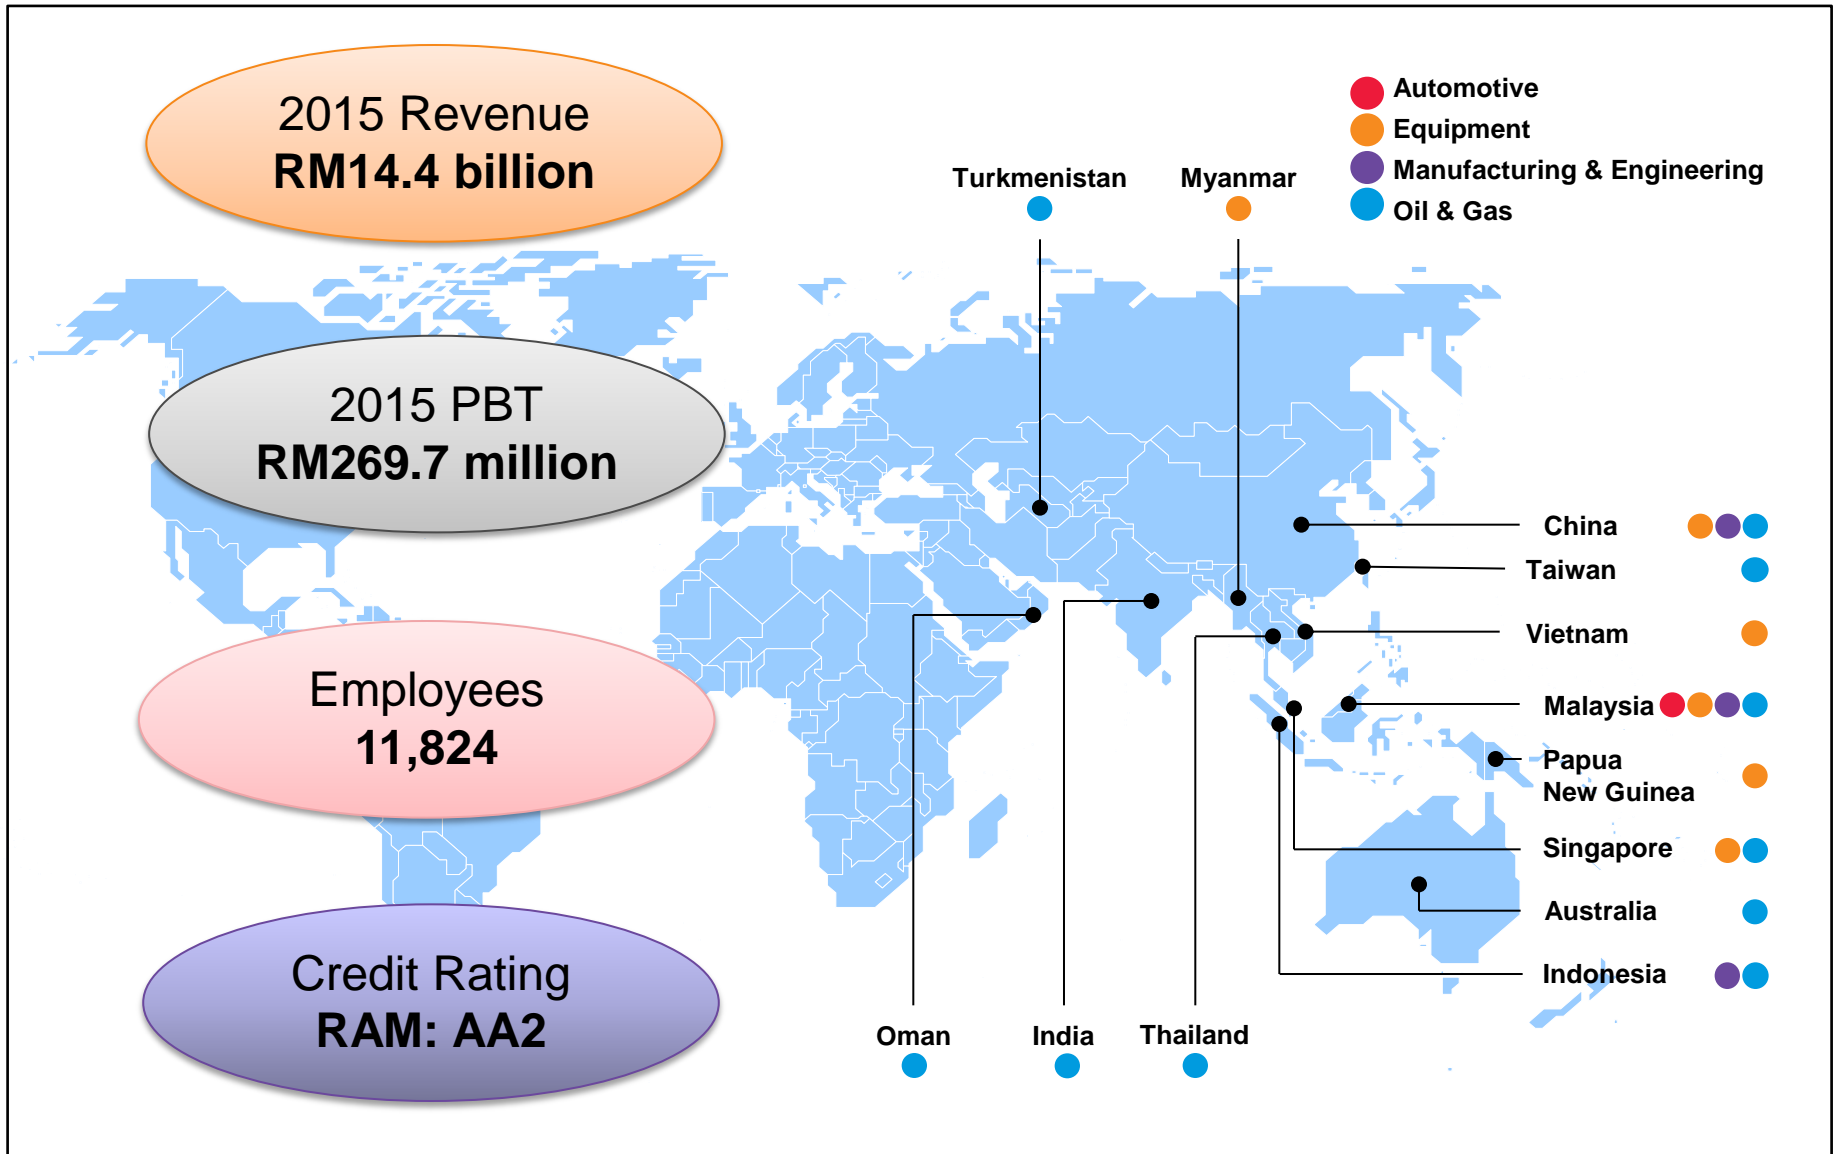 2015 Revenue
RM14.4 billion
2015 PBT
RM269.7 million
Employees
11,824
Credit Rating
RAM: AA2
Automotive
Equipment
Manufacturing & Engineering
Oil & Gas
Turkmenistan
Myanmar
China
Taiwan
Vietnam
Malaysia
Papua
New Guinea
Singapore
Australia
Indonesia
Oman
India
Thailand